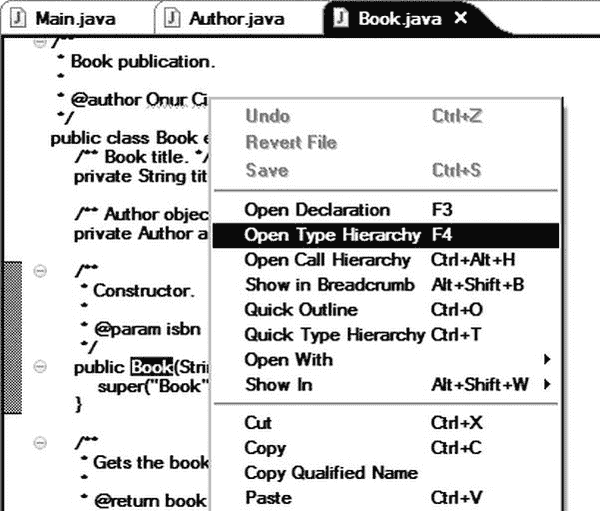 Main.java Author.java Book.java
/**
* Book publication.
*
* @author Onur Ci
*/
public class Book e
/** Book title. */
private String tit
/** Author objec
private Author a
/**
* Constructor.
*
* @param isbn
*/
public Book(Stri
super("Book"
}
/**
* Gets the book
*
* @return book
Undo Ctrl+Z
Revert File
Save Ctrl+S
Open Declaration F3
Open Type Hierarchy F4
Open Call Hierarchy Ctrl+Alt+H
Show in Breadcrumb Alt+Shift+B
Quick Outline Ctrl+O
Quick Type Hierarchy Ctrl+T
Open With
Show In Alt+Shift+W
Cut Ctrl+X
Copy Ctrl+C
Copy Qualified Name
Paste Ctrl+V